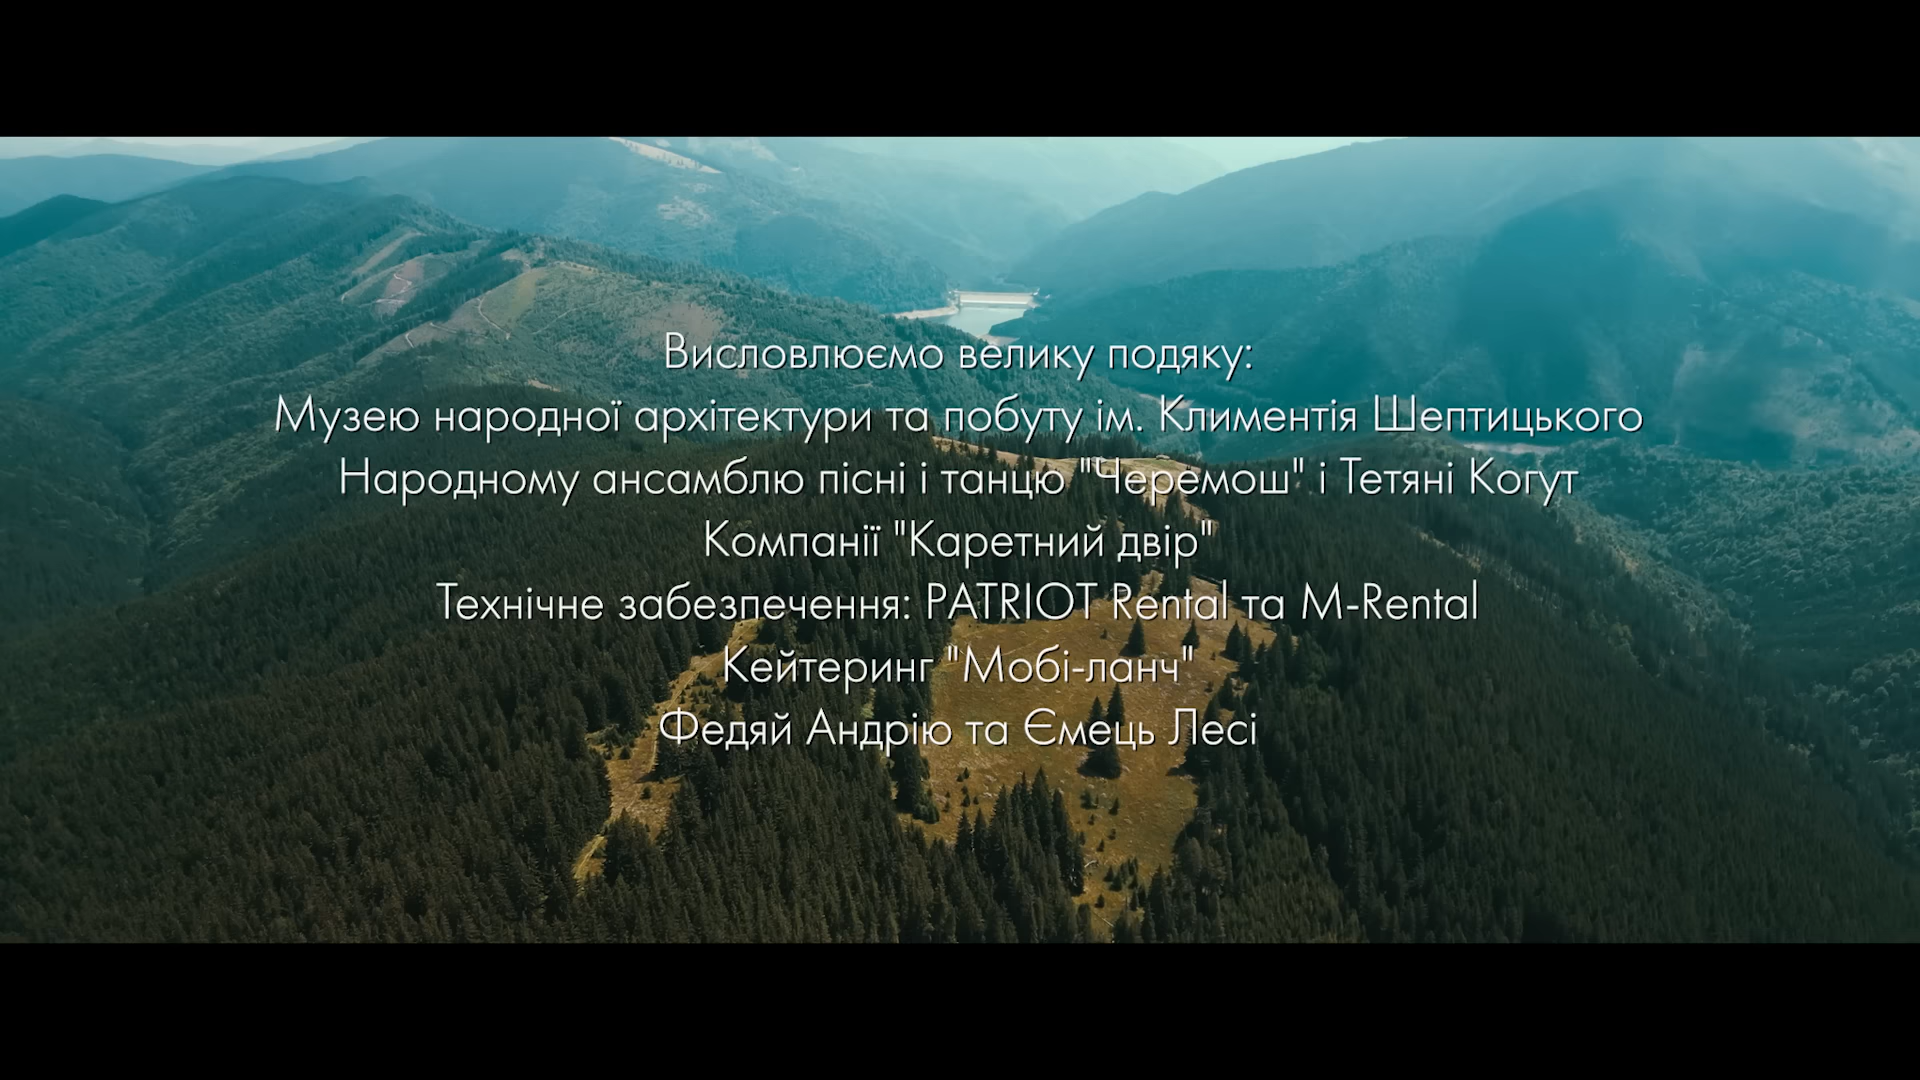 Висловлюємо велику подяку:
Музею народної архітектури та побуту ім. Климентія Шептицького
Народному ансамблю пісні і танцю "Черемош" і Тетяні Когут
Компанії "Каретний двір"
Технічне забезпечення: PATRIOT Rental та M-Rental
Кейтеринг "Мобі-ланч"
Федяй Андрію та Ємець Лесі